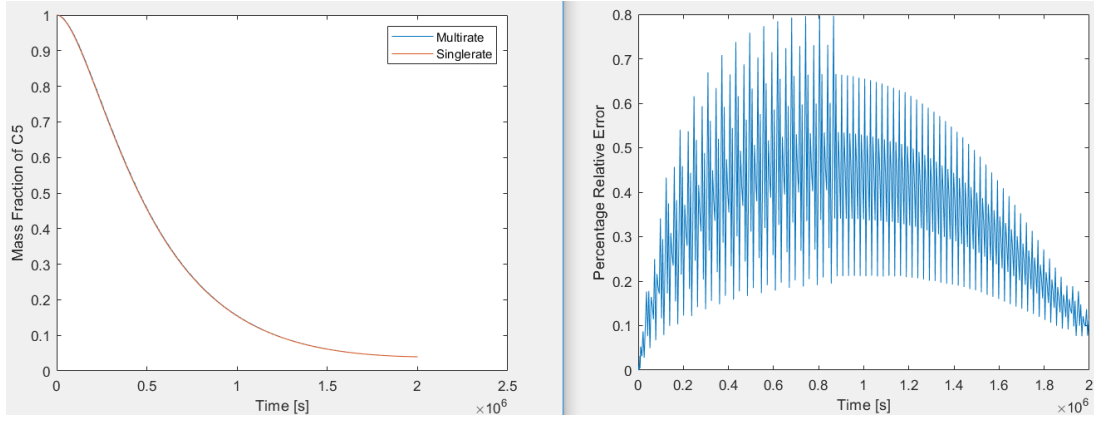 Mass Fraction of C5
1
0.9
0.8
0.7
0.6
0.5
0.4
0.3
0.2
0.1
0
0 0.5 1 1.5 2 2.5
Time [s]
×10^6
Multirate
Singlerate
Percentage Relative Error
0.8
0.7
0.6
0.5
0.4
0.3
0.2
0.1
0
0 0.2 0.4 0.6 0.8 1 1.2 1.4 1.6 1.8 2
Time [s]
×10^6